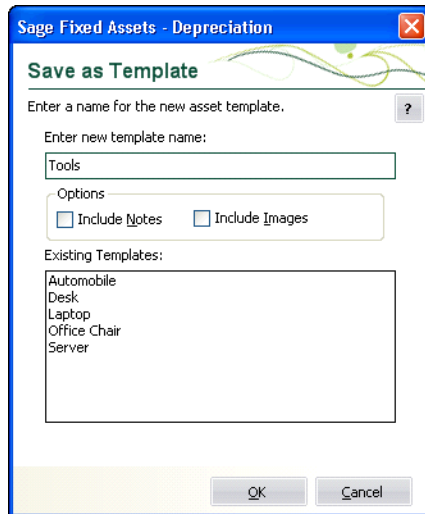 Sage Fixed Assets - Depreciation
Save as Template
Enter a name for the new asset template.
?
Enter new template name:
Tools
Options
Include Notes Include Images
Existing Templates:
Automobile
Desk
Laptop
Office Chair
Server
OK Cancel